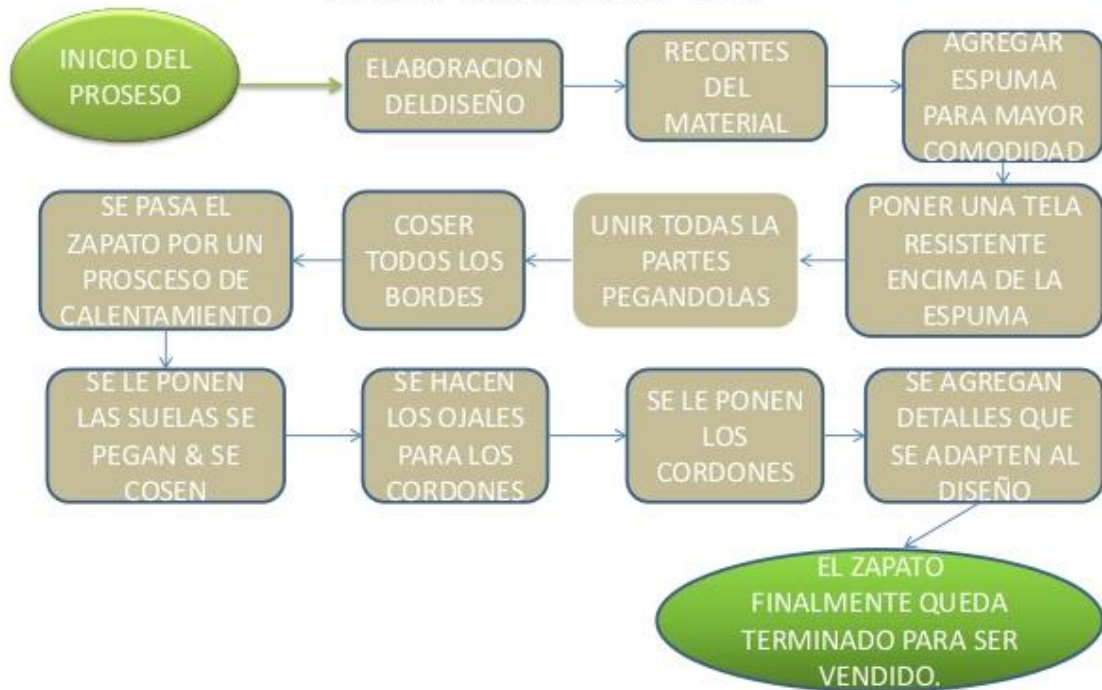 INICIO DEL
PROSESO
ELABORACION
DELDISEÑO
RECORTES
DEL
MATERIAL
AGREGAR
ESPUMA
PARA MAYOR
COMODIDAD
PONER UNA TELA
RESISTENTE
ENCIMA DE LA
ESPUMA
UNIR TODAS LA
PARTES
PEGANDOLAS
COSER
TODOS LOS
BORDES
SE PASA EL
ZAPATO POR UN
PROSCESO DE
CALENTAMIENTO
SE LE PONEN
LAS SUELAS SE
PEGAN & SE
COSEN
SE HACEN
LOS OJALES
PARA LOS
CORDONES
SE LE PONEN
LOS
CORDONES
SE AGREGAN
DETALLES QUE
SE ADAPTEN AL
DISEÑO
EL ZAPATO
FINALMENTE QUEDA
TERMINADO PARA SER
VENDIDO.